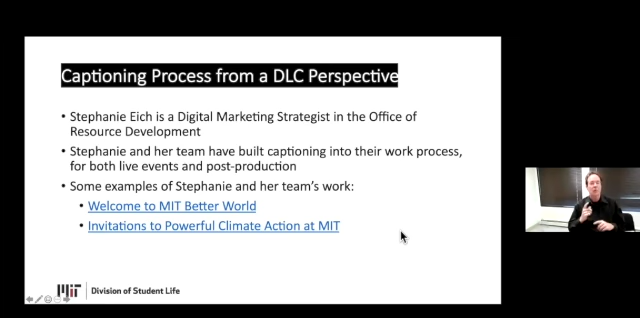 Captioning Process from a DLC Perspective
• Stephanie Eich is a Digital Marketing Strategist in the Office of
Resource Development
• Stephanie and her team have built captioning into their work process,
for both live events and post-production
• Some examples of Stephanie and her team's work:
• Welcome to MIT Better World
• Invitations to Powerful Climate Action at MIT
MIT Division of Student Life